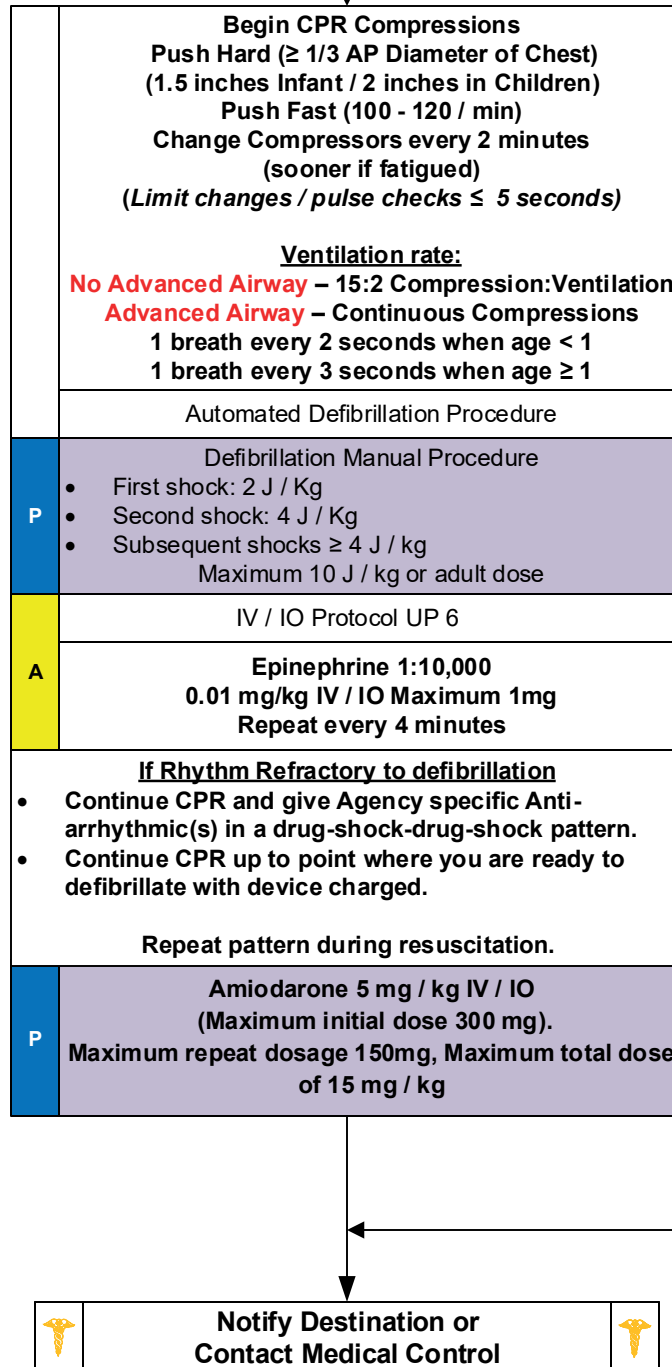 Begin CPR Compressions
Push Hard (≥ 1/3 AP Diameter of Chest)
(1.5 inches Infant / 2 inches in Children)
Push Fast (100 - 120 / min)
Change Compressors every 2 minutes
(sooner if fatigued)
(Limit changes / pulse checks ≤ 5 seconds)
Ventilation rate:
No Advanced Airway – 15:2 Compression:Ventilation
Advanced Airway – Continuous Compressions
1 breath every 2 seconds when age < 1
1 breath every 3 seconds when age ≥ 1
Automated Defibrillation Procedure
P
Defibrillation Manual Procedure
• First shock: 2 J / Kg
• Second shock: 4 J / Kg
• Subsequent shocks ≥ 4 J / kg
Maximum 10 J / kg or adult dose
A
IV / IO Protocol UP 6
Epinephrine 1:10,000
0.01 mg/kg IV / IO Maximum 1mg
Repeat every 4 minutes
If Rhythm Refractory to defibrillation
• Continue CPR and give Agency specific Anti-
arrhythmic(s) in a drug-shock-drug-shock pattern.
• Continue CPR up to point where you are ready to
defibrillate with device charged.
Repeat pattern during resuscitation.
P
Amiodarone 5 mg / kg IV / IO
(Maximum initial dose 300 mg).
Maximum repeat dosage 150mg, Maximum total dose
of 15 mg / kg
Notify Destination or
Contact Medical Control